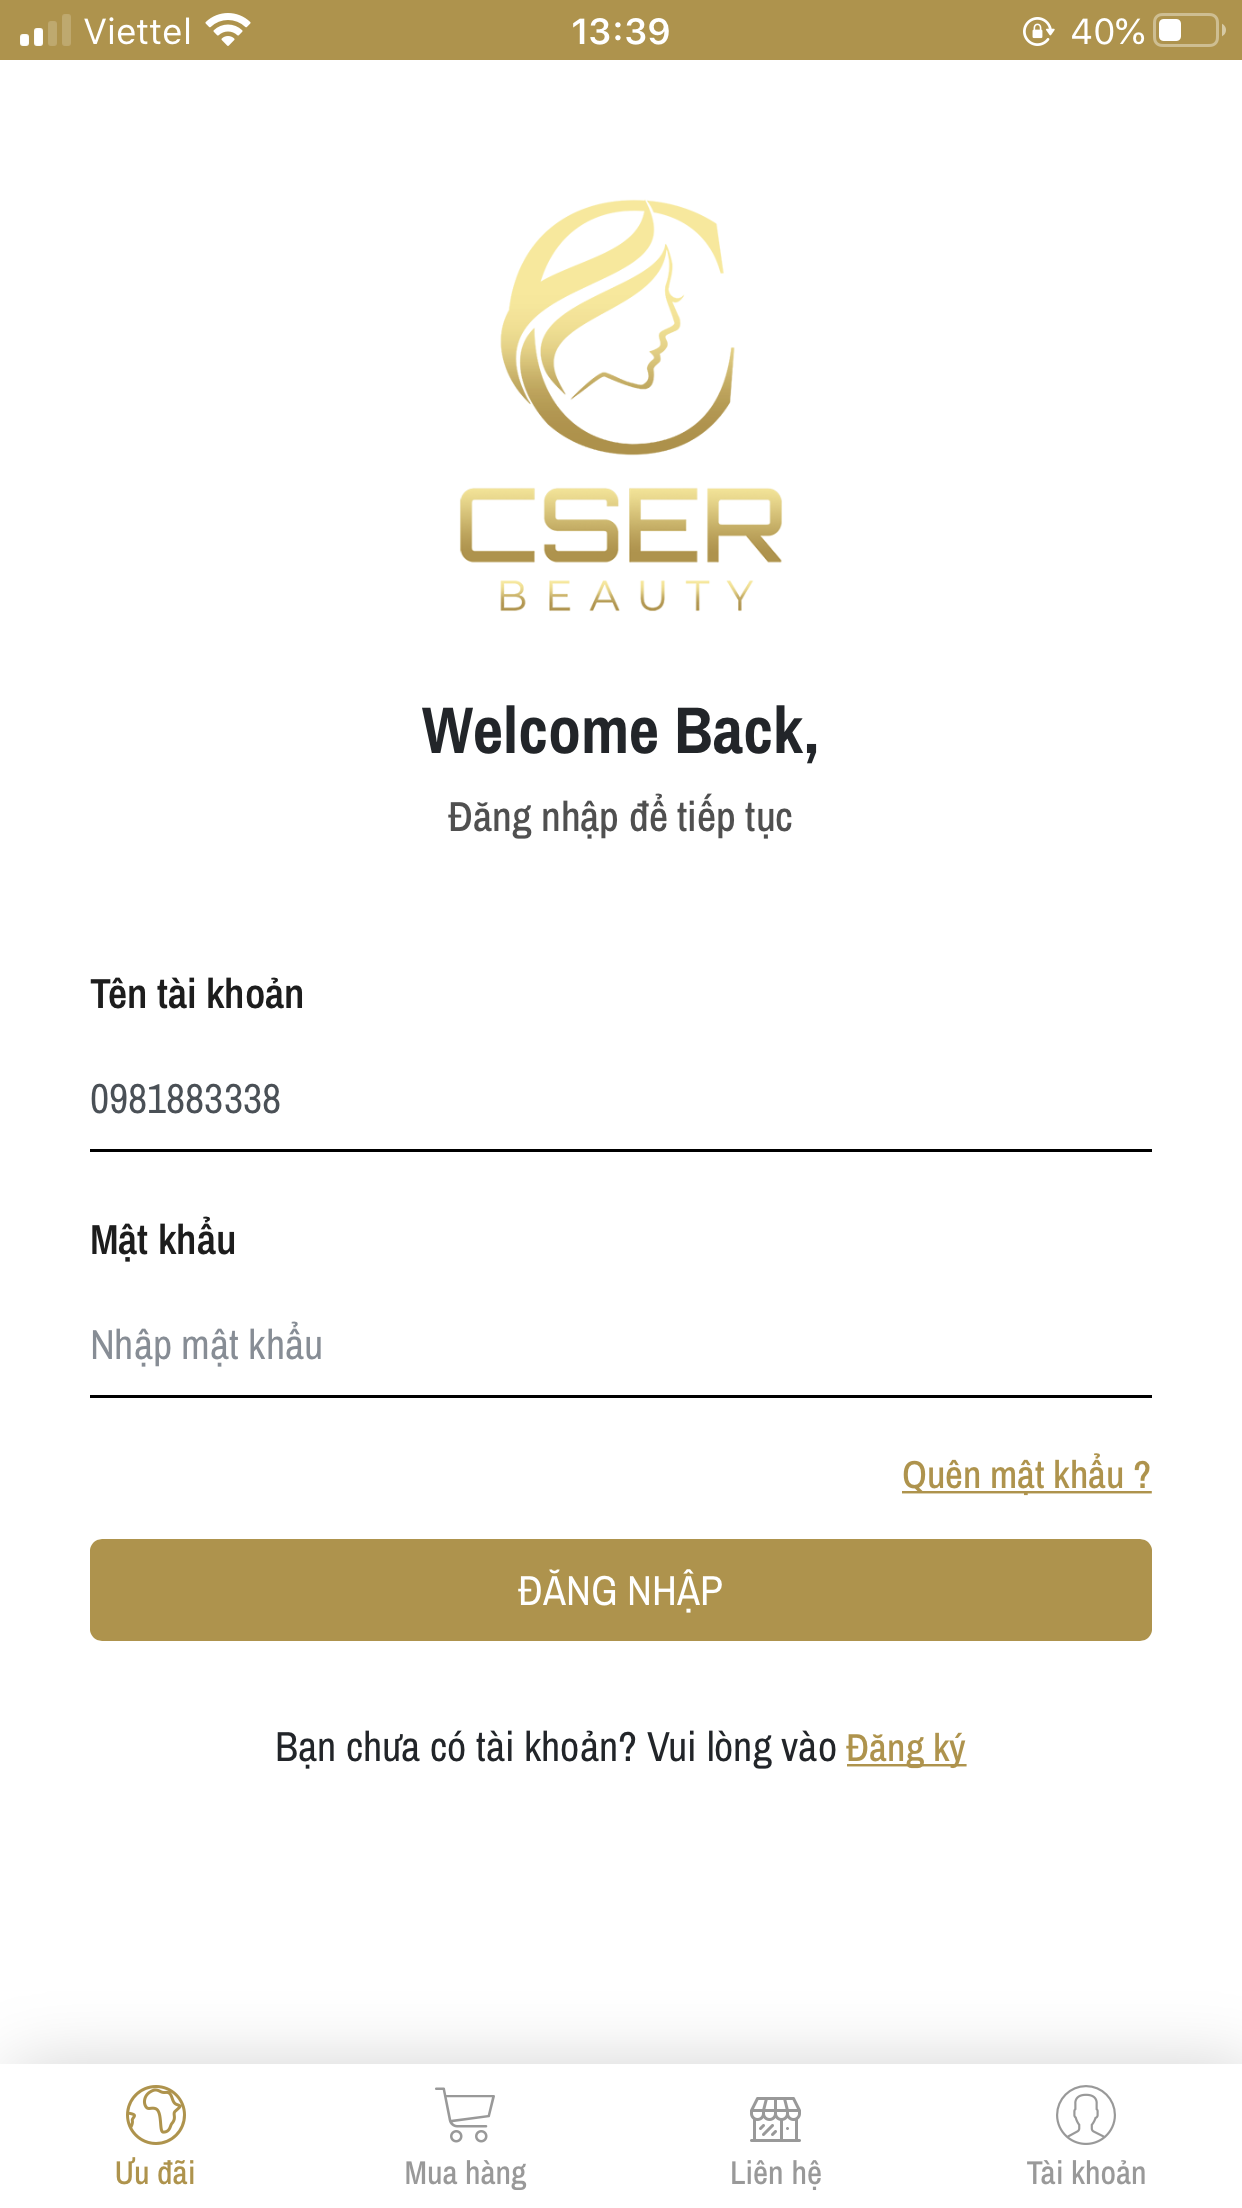 Viettel 13:39 40%
CSER
BEAUTY
Welcome Back,
Đăng nhập để tiếp tục
Tên tài khoản
0981883338
Mật khẩu
Nhập mật khẩu
Quên mật khẩu ?
ĐĂNG NHẬP
Bạn chưa có tài khoản? Vui lòng vào Đăng ký
Ưu đãi Mua hàng Liên hệ Tài khoản